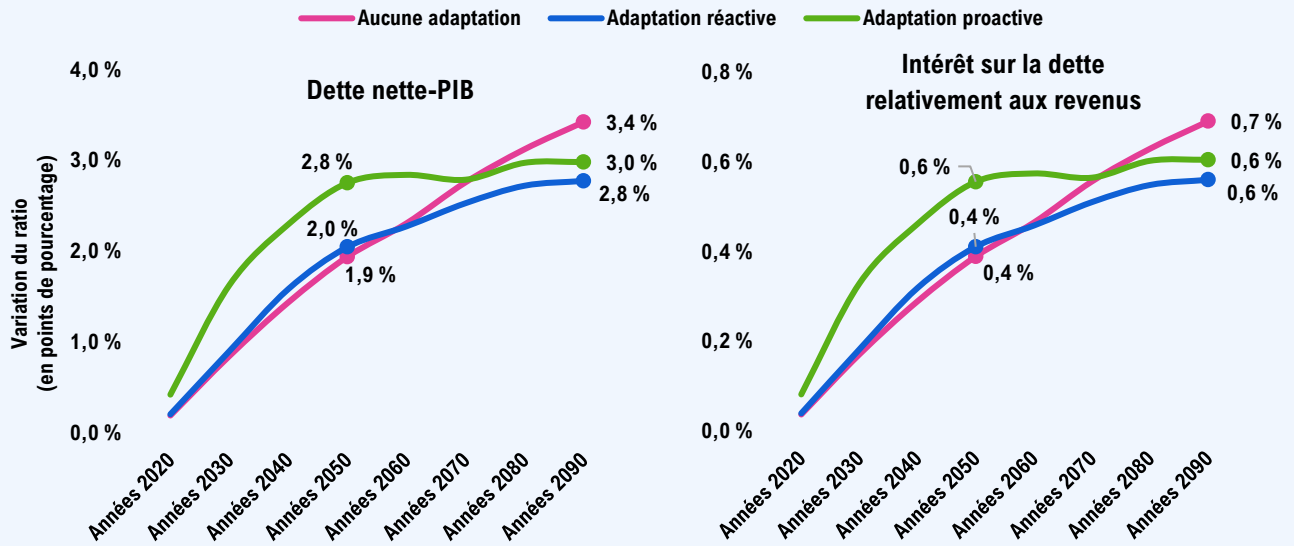 Aucune adaptation
Adaptation réactive
Adaptation proactive
Variation du ratio
(en points de pourcentage)
Dette nette-PIB
4,0 %
3,0 %
2,0 %
1,0 %
0,0 %
2,8 %
2,0 %
1,9 %
3,4 %
3,0 %
2,8 %
Années 2020
Années 2030
Années 2040
Années 2050
Années 2060
Années 2070
Années 2080
Années 2090
Intérêt sur la dette
relativement aux revenus
0,8 %
0,6 %
0,4 %
0,2 %
0,0 %
0,6 %
0,4 %
0,4 %
0,7 %
0,6 %
0,6 %
Années 2020
Années 2030
Années 2040
Années 2050
Années 2060
Années 2070
Années 2080
Années 2090